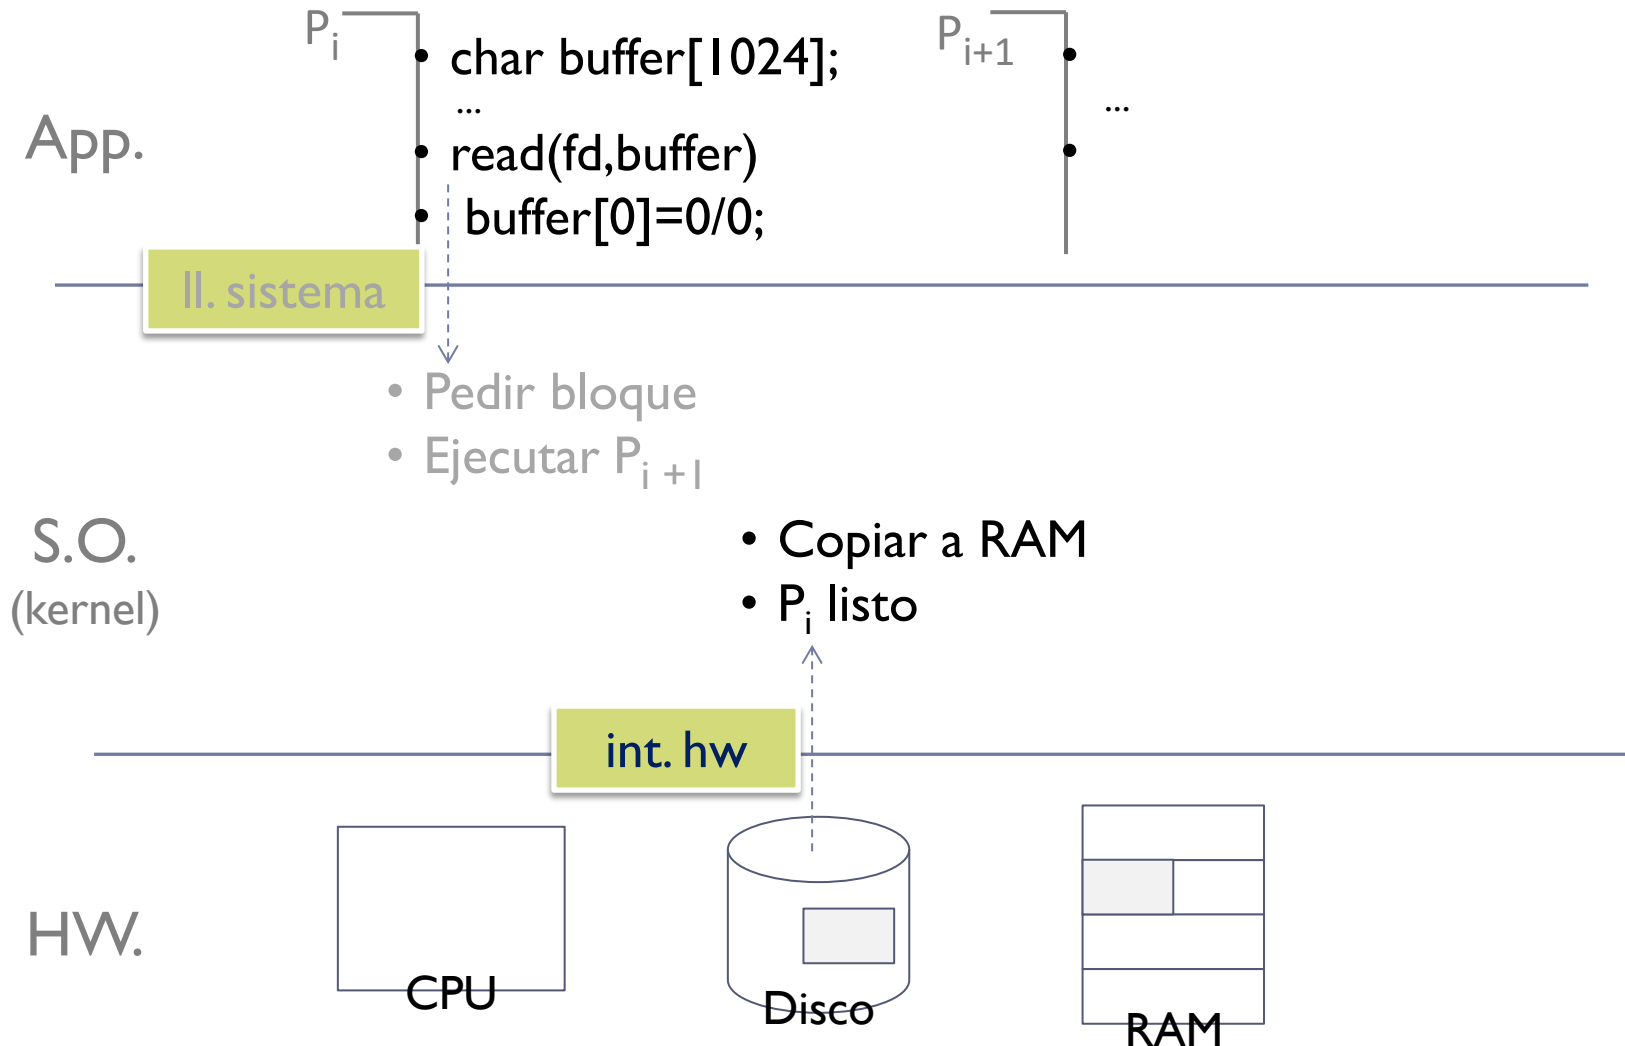 Pi
Pi+1
• char buffer[1024];
...
...
App.
• read(fd,buffer)
• buffer[0]=0/0;
ll. sistema
• Pedir bloque
• Ejecutar Pi +1
S.O.
(kernel)
• Copiar a RAM
• Pi listo
int. hw
HW.
CPU
Disco
RAM